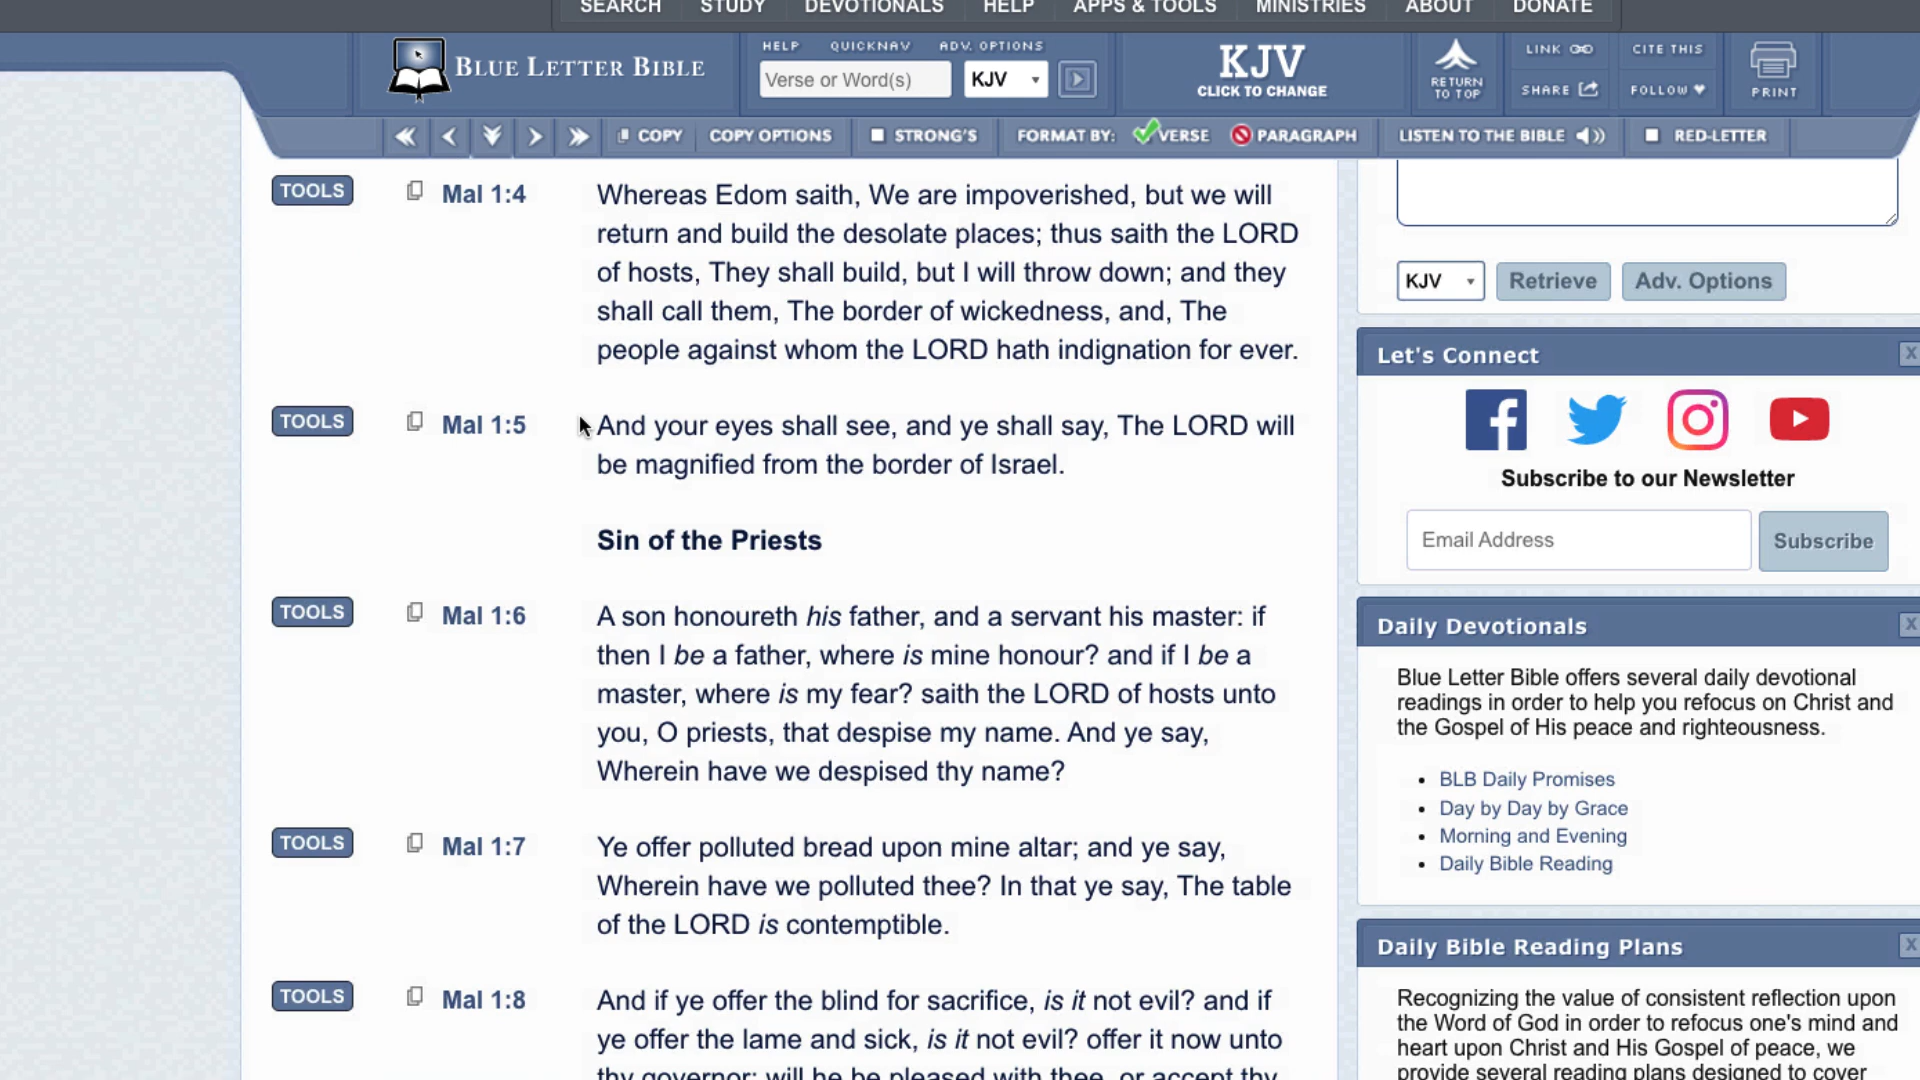 SEARCH STUDY DEVOTIONALS HELP APPS & TOOLS MINISTRIES ABOUT DONATE
BLUE LETTER BIBLE
HELP QUICKNAV ADV. OPTIONS
Verse or Word(s) KJV
KJV
CLICK TO CHANGE
RETURN
TO TOP
LINK
SHARE
CITE THIS
FOLLOW
PRINT
COPY COPY OPTIONS STRONG'S FORMAT BY: VERSE PARAGRAPH LISTEN TO THE BIBLE RED-LETTER
TOOLS Mal 1:4 Whereas Edom saith, We are impoverished, but we will
return and build the desolate places; thus saith the LORD
of hosts, They shall build, but I will throw down; and they
shall call them, The border of wickedness, and, The
people against whom the LORD hath indignation for ever.
TOOLS Mal 1:5 And your eyes shall see, and ye shall say, The LORD will
be magnified from the border of Israel.
Sin of the Priests
TOOLS Mal 1:6 A son honoureth his father, and a servant his master: if
then I be a father, where is mine honour? and if I be a
master, where is my fear? saith the LORD of hosts unto
you, O priests, that despise my name. And ye say,
Wherein have we despised thy name?
TOOLS Mal 1:7 Ye offer polluted bread upon mine altar; and ye say,
Wherein have we polluted thee? In that ye say, The table
of the LORD is contemptible.
TOOLS Mal 1:8 And if ye offer the blind for sacrifice, is it not evil? and if
ye offer the lame and sick, is it not evil? offer it now unto
thy governor; will he be pleased with thee, or accept thy
KJV Retrieve Adv. Options
Let's Connect X
Subscribe to our Newsletter
Email Address Subscribe
Daily Devotionals X
Blue Letter Bible offers several daily devotional
readings in order to help you refocus on Christ and
the Gospel of His peace and righteousness.
• BLB Daily Promises
• Day by Day by Grace
• Morning and Evening
• Daily Bible Reading
Daily Bible Reading Plans X
Recognizing the value of consistent reflection upon
the Word of God in order to refocus one's mind and
heart upon Christ and His Gospel of peace, we
provide several reading plans designed to cover